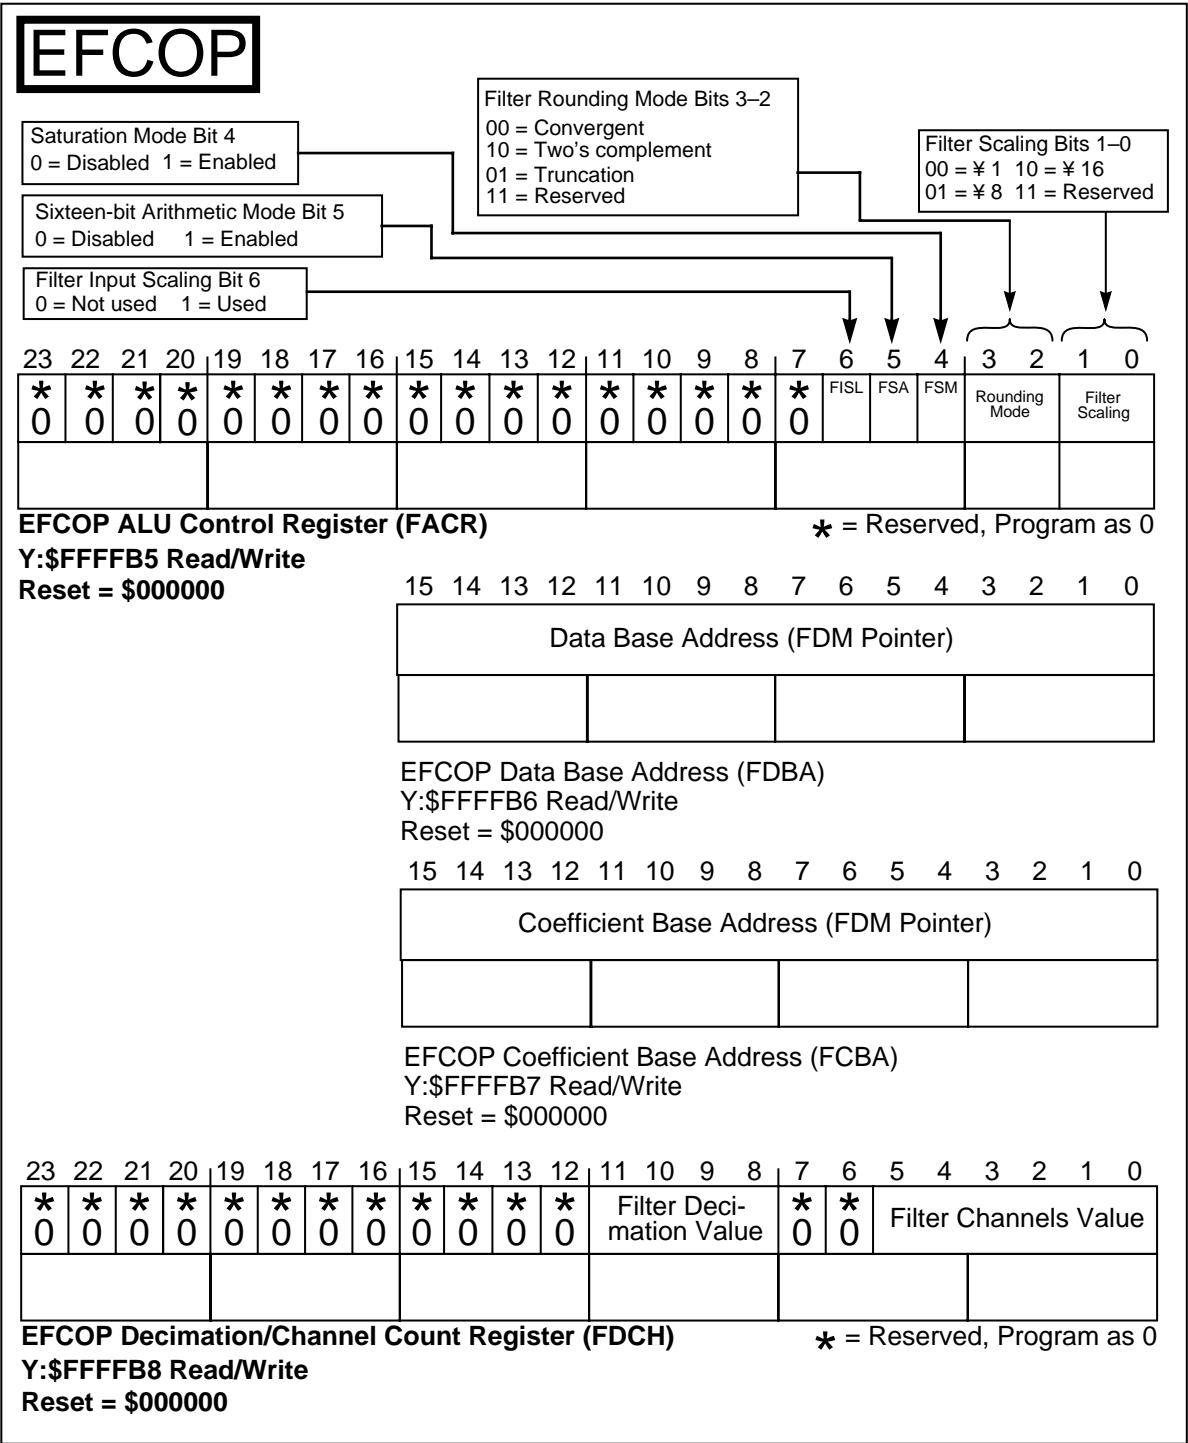 EFCOP
Filter Rounding Mode Bits 3–2
00 = Convergent
10 = Two's complement
01 = Truncation
11 = Reserved
Saturation Mode Bit 4
0 = Disabled 1 = Enabled
Filter Scaling Bits 1–0
00 = ¥ 1 10 = ¥ 16
01 = ¥ 8 11 = Reserved
Sixteen-bit Arithmetic Mode Bit 5
0 = Disabled 1 = Enabled
Filter Input Scaling Bit 6
0 = Not used 1 = Used
23 22 21 20 19 18 17 16 15 14 13 12 11 10 9 8 7 6 5 4 3 2 1 0
* * * * * * * * * * * * * * * * * FISL FSA FSM Rounding Filter
0 0 0 0 0 0 0 0 0 0 0 0 0 0 0 0 0 Mode Scaling
EFCOP ALU Control Register (FACR)
* = Reserved, Program as 0
Y:$FFFFB5 Read/Write
Reset = $000000
15 14 13 12 11 10 9 8 7 6 5 4 3 2 1 0
Data Base Address (FDM Pointer)
EFCOP Data Base Address (FDBA)
Y:$FFFFB6 Read/Write
Reset = $000000
15 14 13 12 11 10 9 8 7 6 5 4 3 2 1 0
Coefficient Base Address (FDM Pointer)
EFCOP Coefficient Base Address (FCBA)
Y:$FFFFB7 Read/Write
Reset = $000000
23 22 21 20 19 18 17 16 15 14 13 12 11 10 9 8 7 6 5 4 3 2 1 0
* * * * * * * * * * * * Filter Deci- * * Filter Channels Value
0 0 0 0 0 0 0 0 0 0 0 0 mation Value 0 0
EFCOP Decimation/Channel Count Register (FDCH)
* = Reserved, Program as 0
Y:$FFFFB8 Read/Write
Reset = $000000